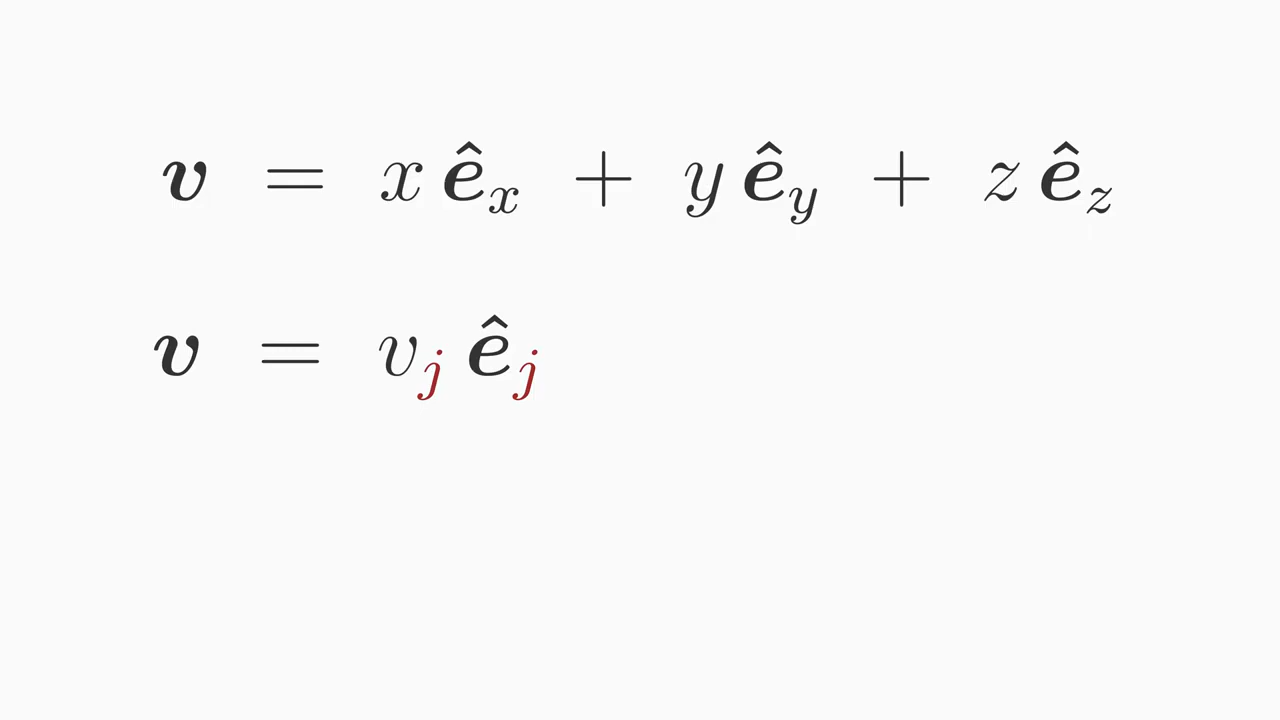 v = x ê_x + y ê_y + z ê_z
v = v_j ê_j